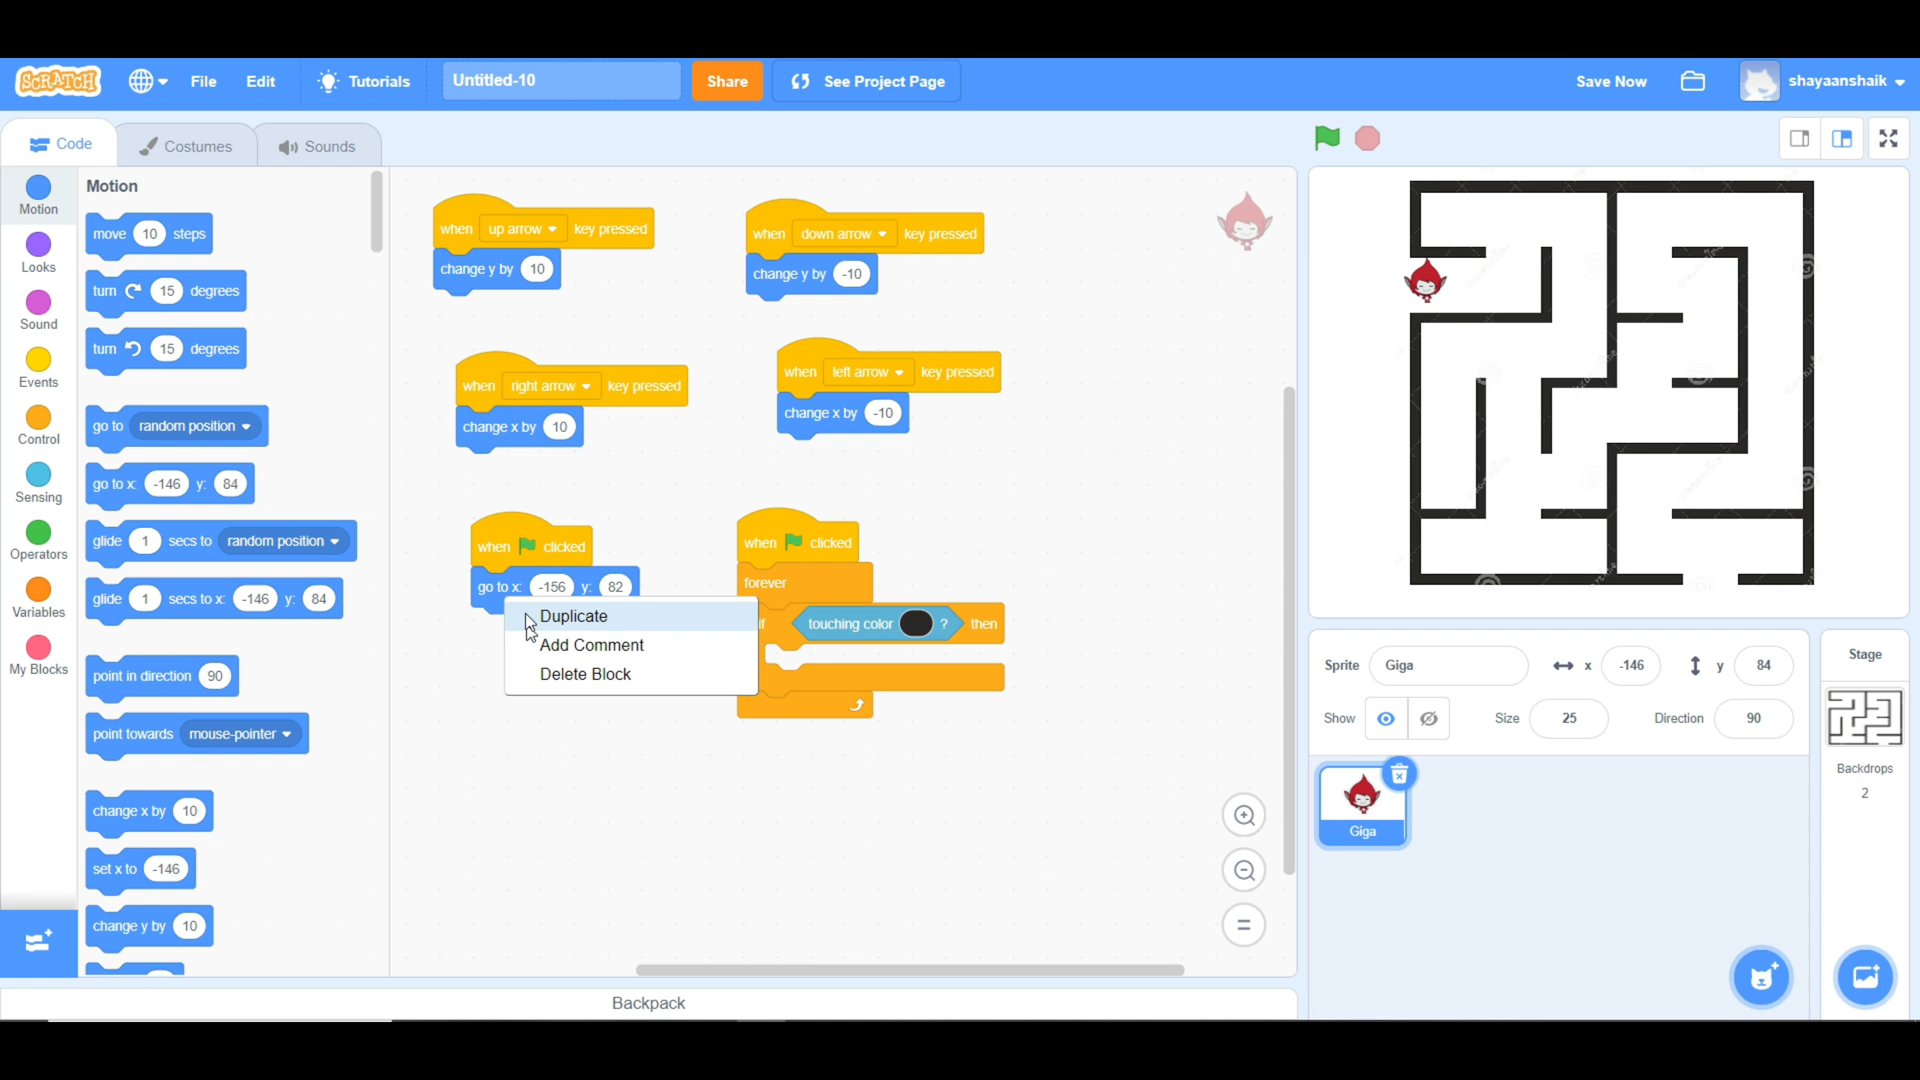 SCRATCH File Edit Tutorials Untitled-10 Share See Project Page Save Now shayaanshaik
Code Costumes Sounds
Motion
Looks
Sound
Events
Control
Sensing
Operators
Variables
My Blocks
Motion
move 10 steps
turn 15 degrees
turn 15 degrees
go to random position
go to x: -146 y: 84
glide 1 secs to random position
glide 1 secs to x: -146 y: 84
point in direction 90
point towards mouse-pointer
change x by 10
set x to -146
change y by 10
when up arrow key pressed
change y by 10
when down arrow key pressed
change y by -10
when right arrow key pressed
change x by 10
when left arrow key pressed
change x by -10
when clicked
go to x: -156 y: 82
Duplicate
Add Comment
Delete Block
when clicked
forever
if touching color ? then
Sprite Giga x -146 y 84
Show Size 25 Direction 90
Giga
Stage
Backdrops
2
Backpack